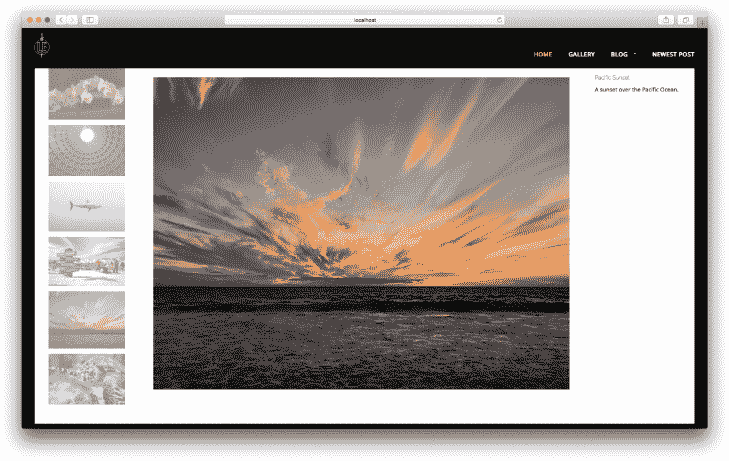 localhost
HOME GALLERY BLOG NEWEST POST
Pacific Sunset
A sunset over the Pacific Ocean.